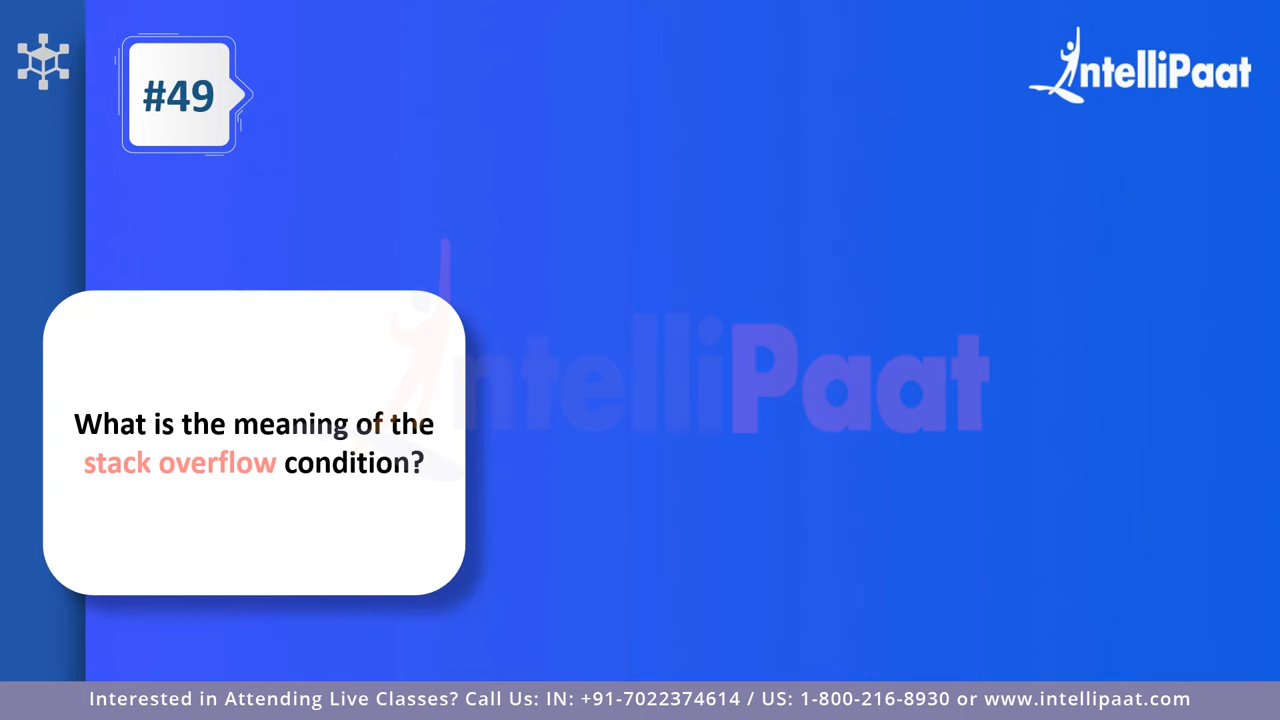 #49
IntelliPaat
What is the meaning of the
stack overflow condition?
IntelliPaat
Interested in Attending Live Classes? Call Us: IN: +91-7022374614 / US: 1-800-216-8930 or www.intellipaat.com